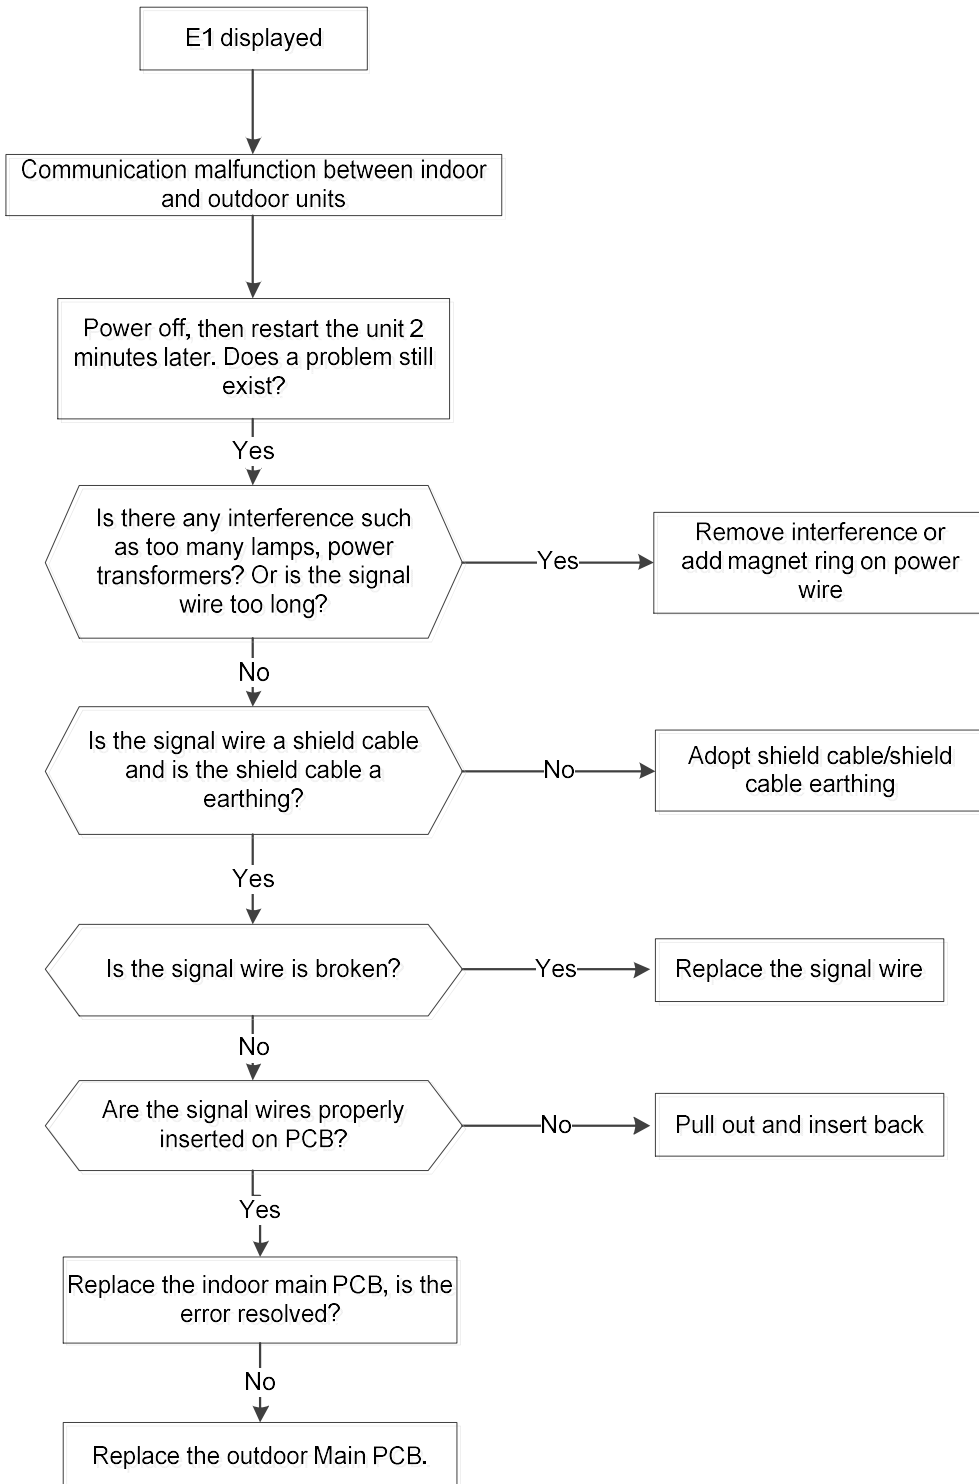 E1 displayed
Communication malfunction between indoor
and outdoor units
Power off, then restart the unit 2
minutes later. Does a problem still
exist?
Yes
Is there any interference such
as too many lamps, power
transformers? Or is the signal
wire too long?
Yes
Remove interference or
add magnet ring on power
wire
No
Is the signal wire a shield cable
and is the shield cable a
earthing?
No
Adopt shield cable/shield
cable earthing
Yes
Is the signal wire is broken?
Yes
Replace the signal wire
No
Are the signal wires properly
inserted on PCB?
No
Pull out and insert back
Yes
Replace the indoor main PCB, is the
error resolved?
No
Replace the outdoor Main PCB.